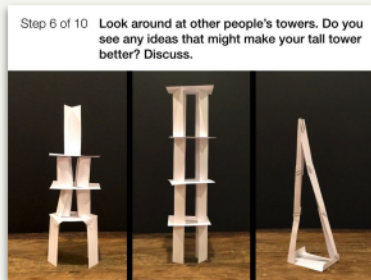 Step 6 of 10 Look around at other people's towers. Do you
see any ideas that might make your tall tower
better? Discuss.